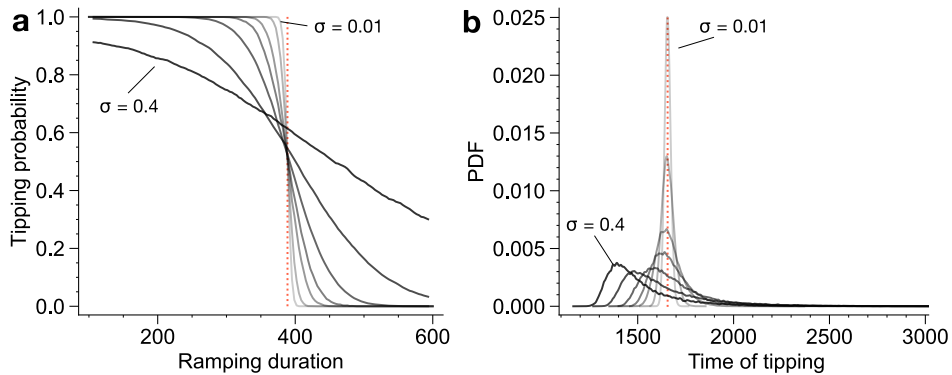 a
σ = 0.01
σ = 0.4
Tipping probability
1.0
0.8
0.6
0.4
0.2
0.0
200
400
600
Ramping duration
b
σ = 0.01
σ = 0.4
PDF
0.025
0.020
0.015
0.010
0.005
0.000
1500
2000
2500
3000
Time of tipping